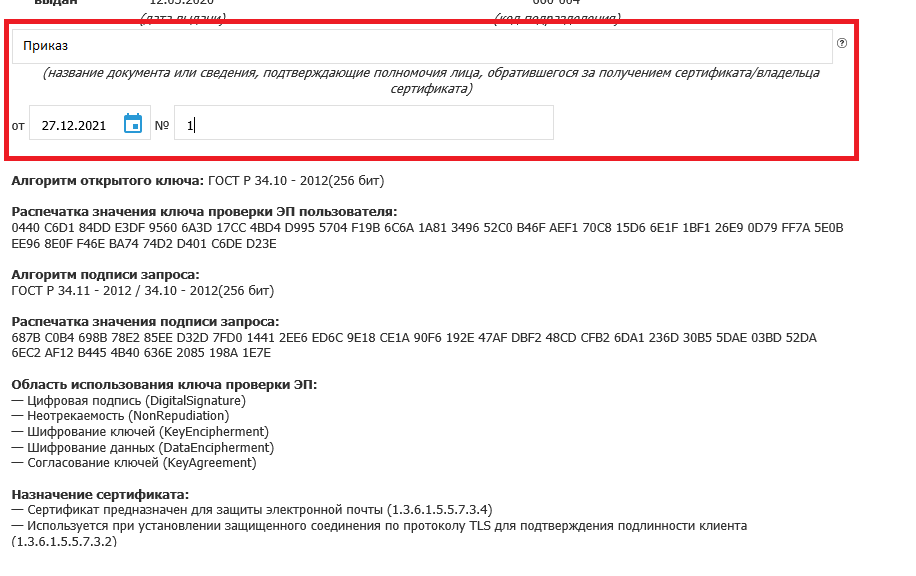 выдан 12.05.2020 660-004
(дата выдачи) (код подразделения)
Приказ
(название документа или сведения, подтверждающие полномочия лица, обратившегося за получением сертификата/владельца
сертификата)
от 27.12.2021 № 1
Алгоритм открытого ключа: ГОСТ Р 34.10 - 2012(256 бит)
Распечатка значения ключа проверки ЭП пользователя:
0440 C6D1 84DD E3DF 9560 6A3D 17CC 4BD4 D995 5704 F19B 6C6A 1A81 3496 52C0 B46F AEF1 70C8 15D6 6E1F 1BF1 26E9 0D79 FF7A 5E0B
EE96 8E0F F46E BA74 74D2 D401 C6DE D23E
Алгоритм подписи запроса:
ГОСТ Р 34.11 - 2012 / 34.10 - 2012(256 бит)
Распечатка значения подписи запроса:
687B C0B4 698B 78E2 85EE D32D 7FD0 1441 2EE6 ED6C 9E18 CE1A 90F6 192E 47AF DBF2 48CD CFB2 6DA1 236D 30B5 5DAE 03BD 52DA
6EC2 AF12 B445 4B40 636E 2085 198A 1E7E
Область использования ключа проверки ЭП:
— Цифровая подпись (DigitalSignature)
— Неотрекаемость (NonRepudiation)
— Шифрование ключей (KeyEncipherment)
— Шифрование данных (DataEncipherment)
— Согласование ключей (KeyAgreement)
Назначение сертификата:
— Сертификат предназначен для защиты электронной почты (1.3.6.1.5.5.7.3.4)
— Используется при установлении защищенного соединения по протоколу TLS для подтверждения подлинности клиента
(1.3.6.1.5.5.7.3.2)